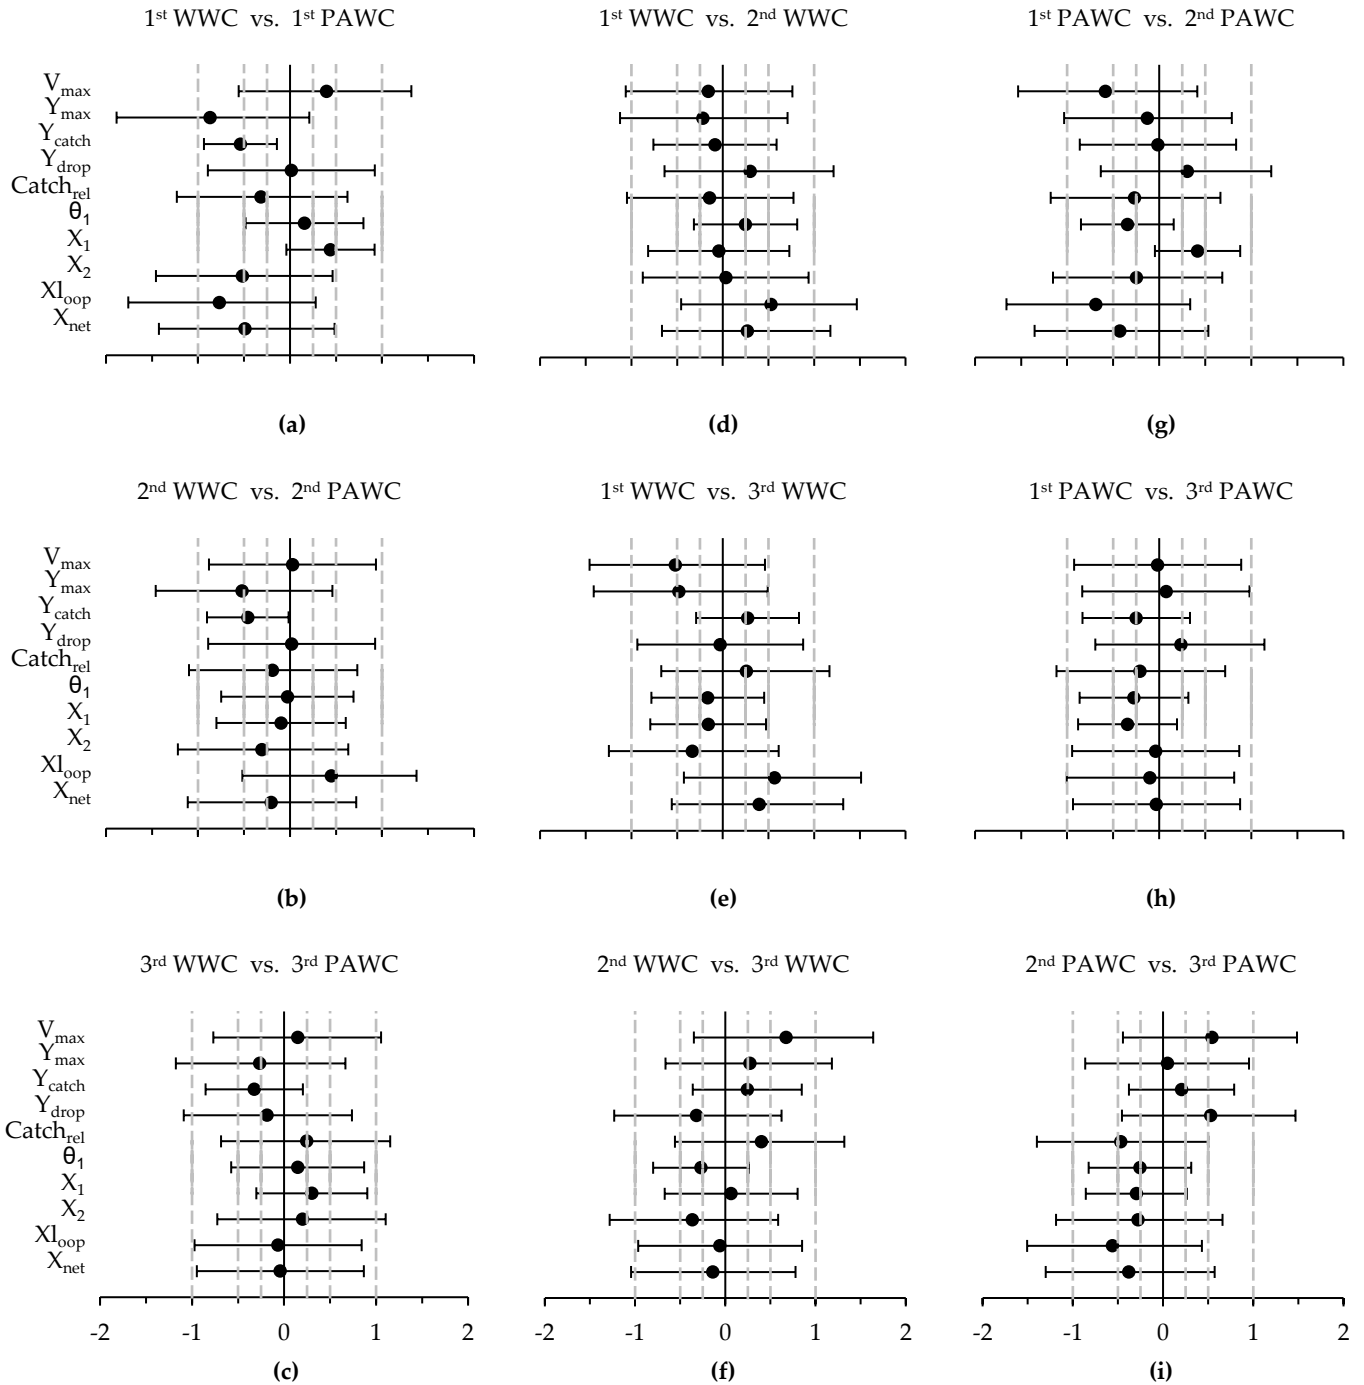 1st WWC vs. 1st PAWC
1st WWC vs. 2nd WWC
1st PAWC vs. 2nd PAWC
Vmax
Ymax
Ycatch
Ydrop
Catchrel
θ1
X1
X2
Xloop
Xnet
(a)
(d)
(g)
2nd WWC vs. 2nd PAWC
1st WWC vs. 3rd WWC
1st PAWC vs. 3rd PAWC
Vmax
Ymax
Ycatch
Ydrop
Catchrel
θ1
X1
X2
Xloop
Xnet
(b)
(e)
(h)
3rd WWC vs. 3rd PAWC
2nd WWC vs. 3rd WWC
2nd PAWC vs. 3rd PAWC
Vmax
Ymax
Ycatch
Ydrop
Catchrel
θ1
X1
X2
Xloop
Xnet
-2 -1 0 1 2
-2 -1 0 1 2
-2 -1 0 1 2
(c)
(f)
(i)